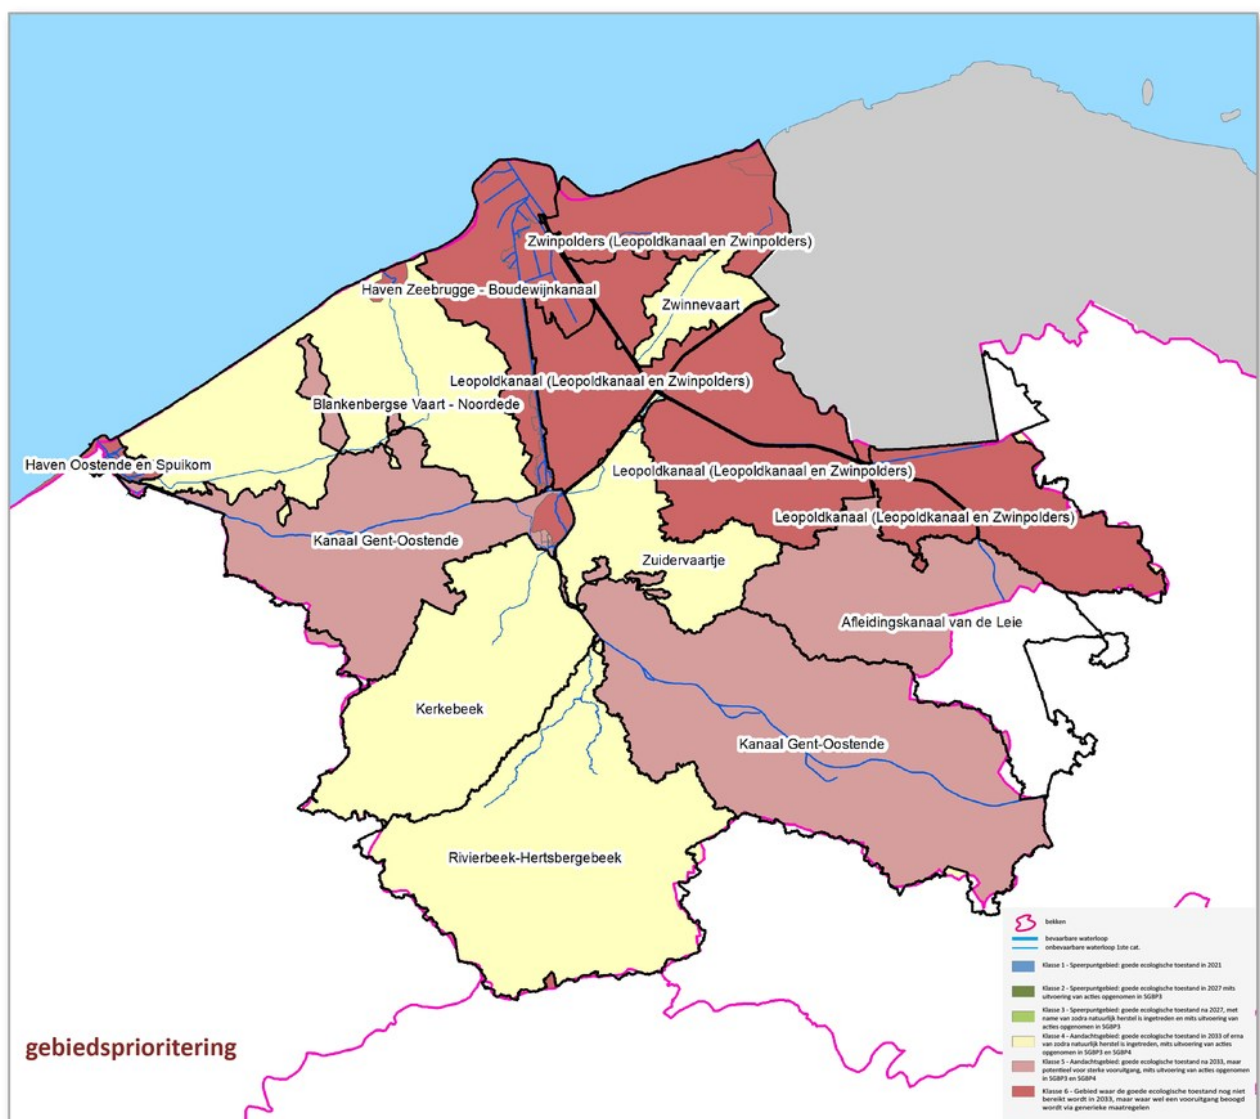 Zwinpolders (Leopoldkanaal en Zwinpolders)
Haven Zeebrugge - Boudewijnkanaal
Zwinnevaart
Leopoldkanaal (Leopoldkanaal en Zwinpolders)
Blankenbergse Vaart - Noordede
Haven Oostende en Spuikom
Leopoldkanaal (Leopoldkanaal en Zwinpolders)
Leopoldkanaal (Leopoldkanaal en Zwinpolders)
Kanaal Gent-Oostende
Zuidervaartje
Afleidingskanaal van de Leie
Kerkebeek
Kanaal Gent-Oostende
Rivierbeek-Hertsbergebeek
gebiedsprioritering
bekken
bevaarbare waterloop
onbevaarbare waterloop 1ste cat.
Klasse 1 - Speerpuntgebied: goede ecologische toestand in 2021
Klasse 2 - Speerpuntgebied: goede ecologische toestand in 2027 mits
uitvoering van acties opgenomen in SGBP3
Klasse 3 - Speerpuntgebied: goede ecologische toestand na 2027, met
name van zodra natuurlijk herstel is ingetreden en mits uitvoering van
acties opgenomen in SGBP3
Klasse 4 - Aandachtsgebied: goede ecologische toestand in 2033 of erna
van zodra natuurlijk herstel is ingetreden, mits uitvoering van acties
opgenomen in SGBP3 en SGBP4
Klasse 5 - Aandachtsgebied: goede ecologische toestand na 2033, maar
potentieel voor sterke vooruitgang, mits uitvoering van acties opgenomen
in SGBP3 en SGBP4
Klasse 6 - Gebied waar de goede ecologische toestand nog niet
bereikt wordt in 2033, maar waar wel een vooruitgang beoogd
wordt via generieke maatregelen